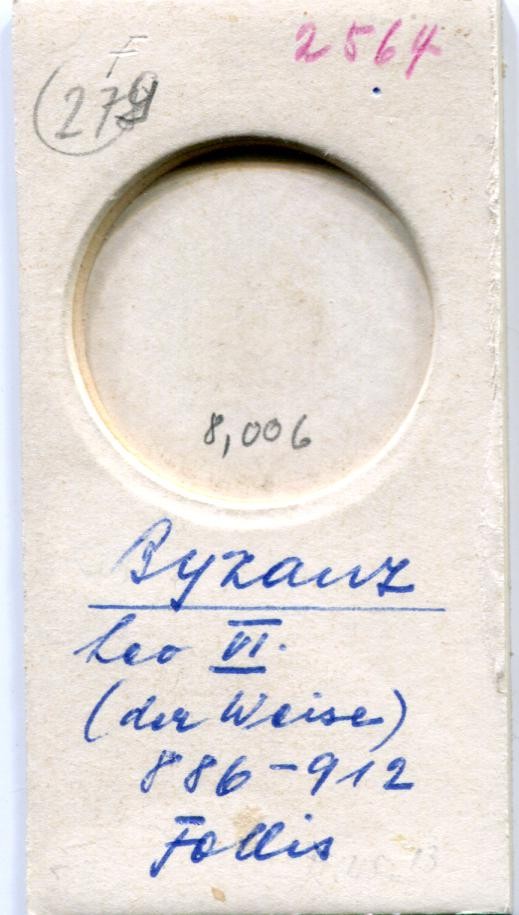 2564
8,006
Byzanz
Leo VI.
(der Weise)
886-912
Follis